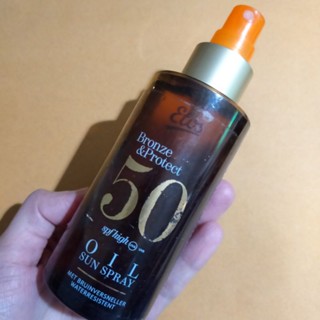 Etos
Bronze
&Protect
50
spf high
OIL
SUN SPRAY
MET BRUINVERSNELLER
WATERRESISTENT